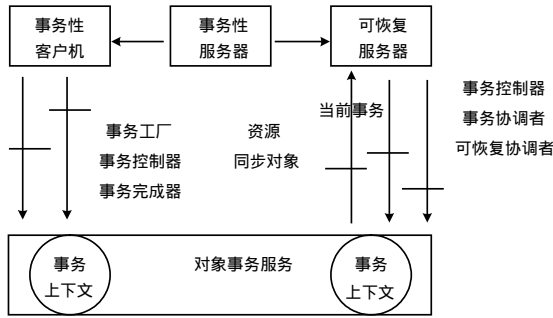 事务性
客户机
事务性
服务器
可恢复
服务器
当前事务
事务控制器
事务协调者
可恢复协调者
事务工厂
事务控制器
事务完成器
资源
同步对象
事务
上下文
对象事务服务
事务
上下文